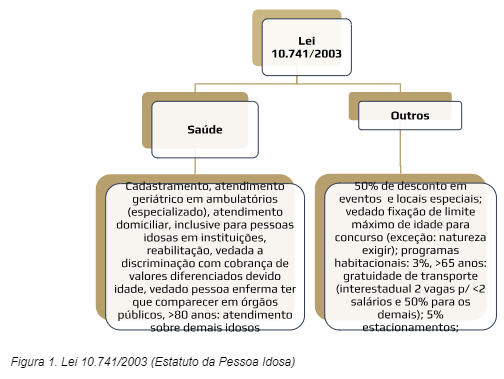 Lei
10.741/2003
Saúde
Outros
Cadastramento, atendimento
geriátrico em ambulatórios
(especializado), atendimento
domiciliar, inclusive para pessoas
idosas em instituições,
reabilitação, vedada a
discriminação com cobrança de
valores diferenciados devido
idade, vedado pessoa enferma ter
que comparecer em órgãos
públicos, >80 anos: atendimento
sobre demais idosos
50% de desconto em
eventos e locais especiais;
vedado fixação de limite
máximo de idade para
concurso (exceção: natureza
exigir); programas
habitacionais: 3%, >65 anos:
gratuidade de transporte
(interestadual 2 vagas p/ <2
salários e 50% para os
demais); 5%
estacionamentos;
Figura 1. Lei 10.741/2003 (Estatuto da Pessoa Idosa)